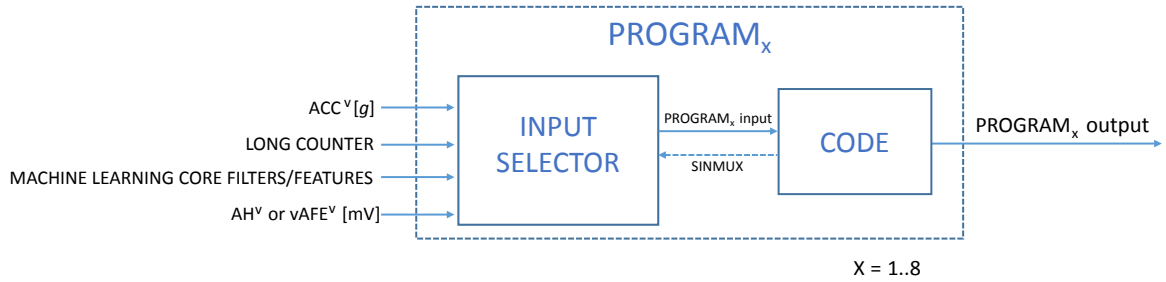 PROGRAMx
ACC V [g]
LONG COUNTER
MACHINE LEARNING CORE FILTERS/FEATURES
AHV or vAFEV [mV]
INPUT
SELECTOR
PROGRAMx input
SINMUX
CODE
PROGRAMx output
X = 1..8